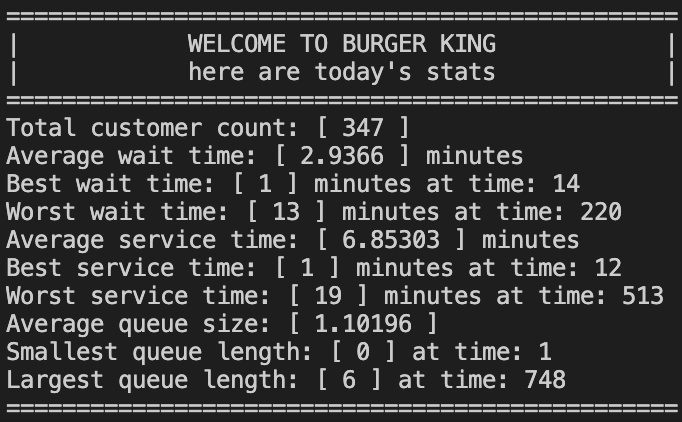 ================================================
|            WELCOME TO BURGER KING            |
|            here are today's stats            |
================================================
Total customer count: [ 347 ]
Average wait time: [ 2.9366 ] minutes
Best wait time: [ 1 ] minutes at time: 14
Worst wait time: [ 13 ] minutes at time: 220
Average service time: [ 6.85303 ] minutes
Best service time: [ 1 ] minutes at time: 12
Worst service time: [ 19 ] minutes at time: 513
Average queue size: [ 1.10196 ]
Smallest queue length: [ 0 ] at time: 1
Largest queue length: [ 6 ] at time: 748
================================================